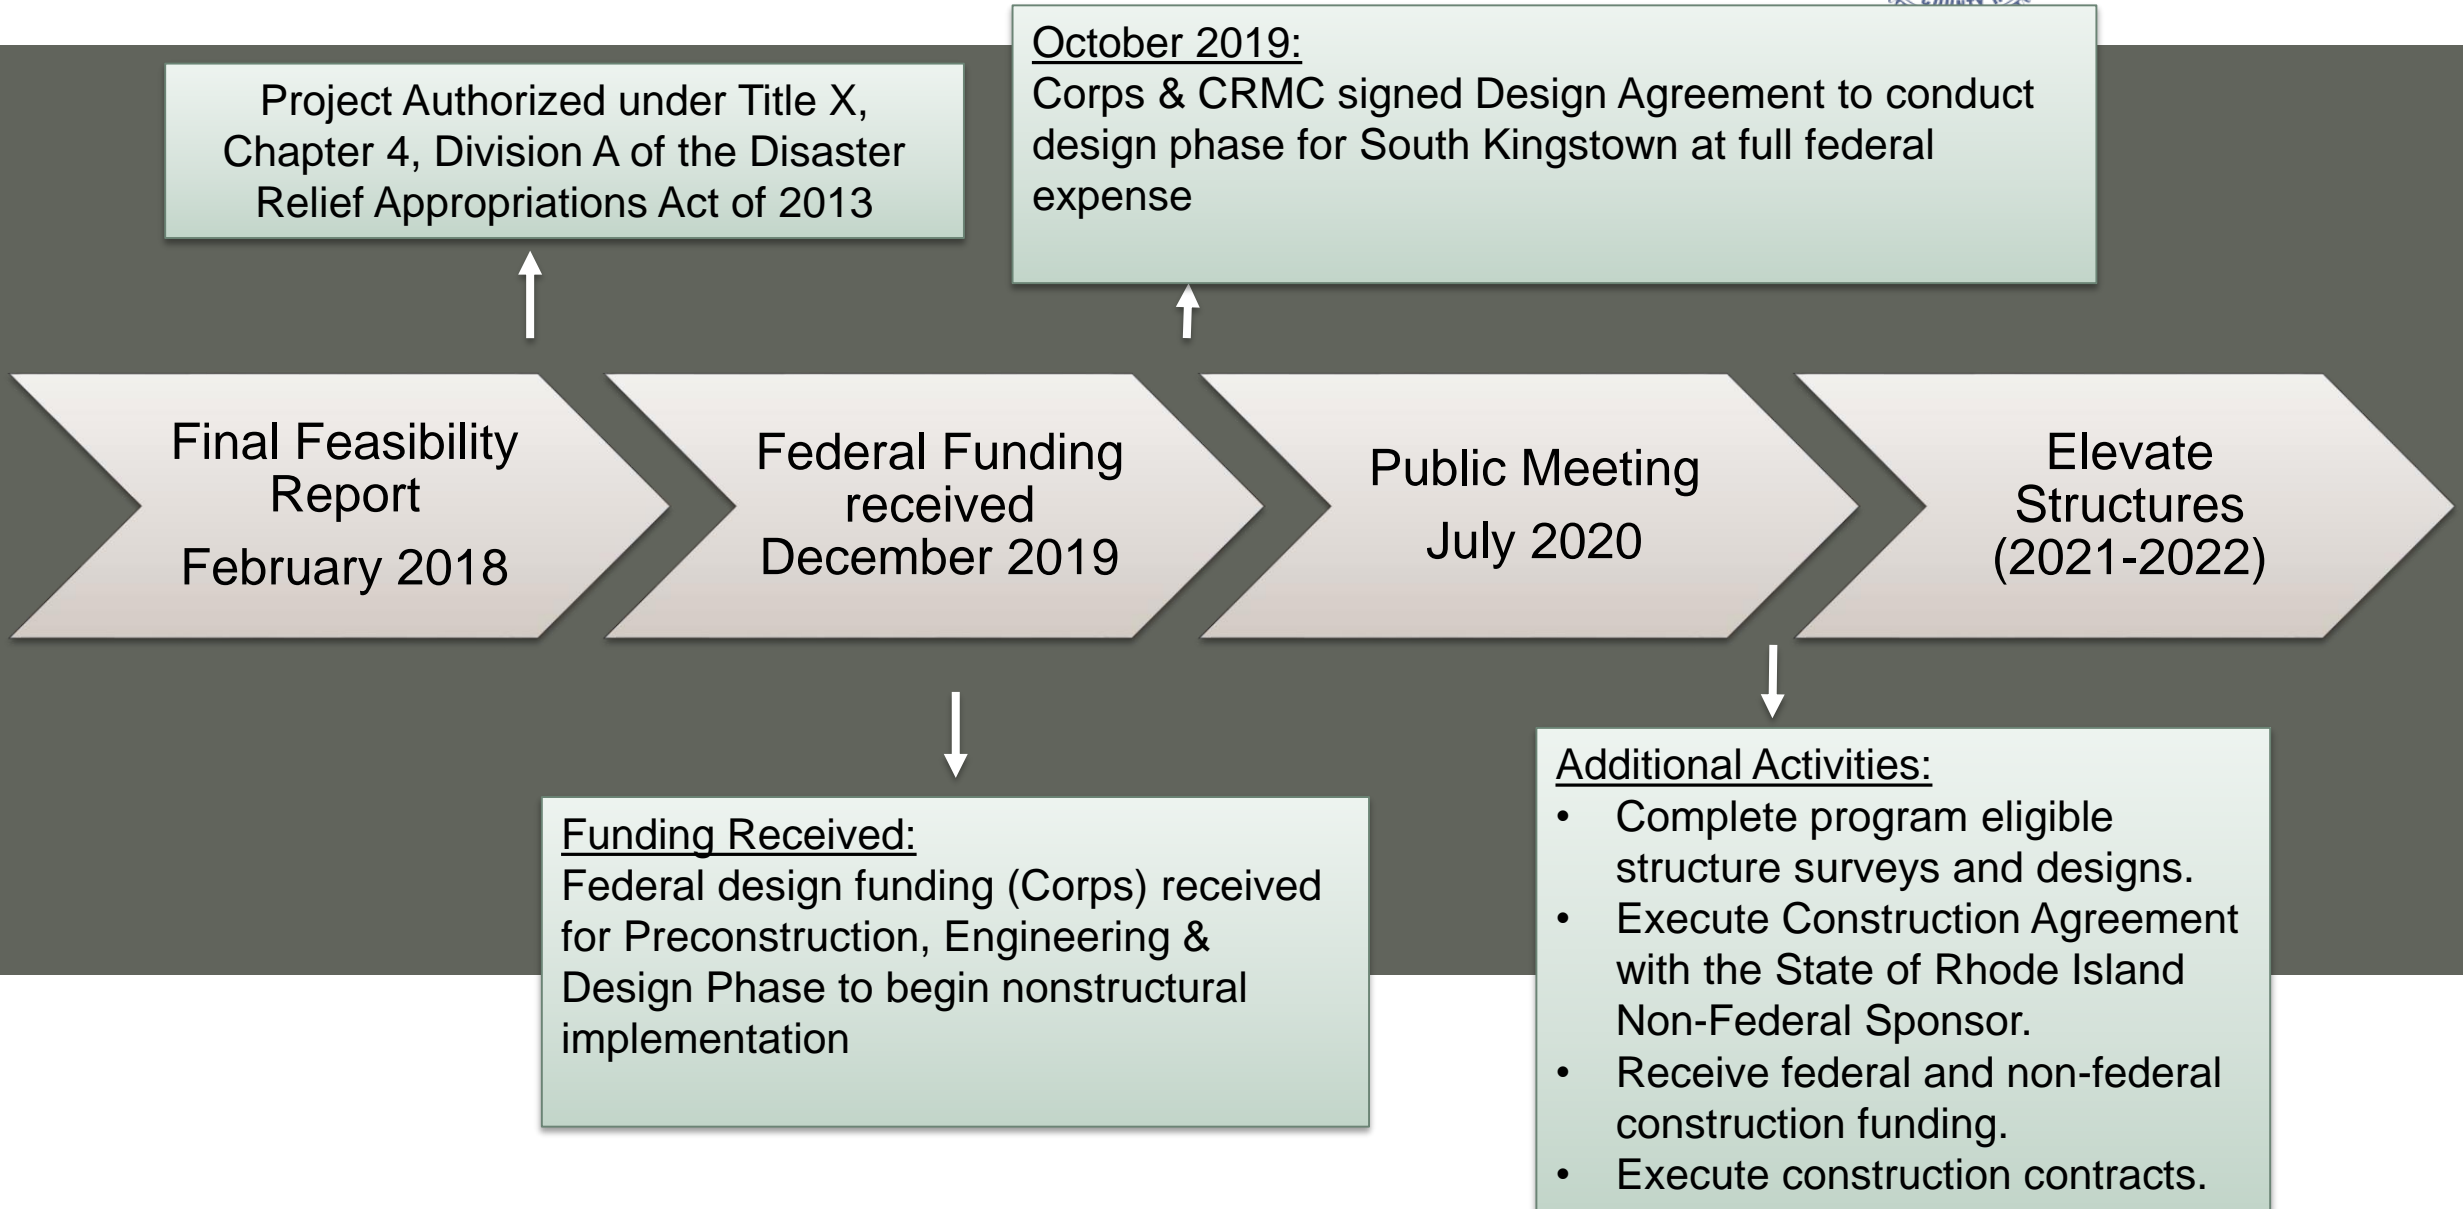 Project Authorized under Title X,
Chapter 4, Division A of the Disaster
Relief Appropriations Act of 2013
October 2019:
Corps & CRMC signed Design Agreement to conduct
design phase for South Kingstown at full federal
expense
Final Feasibility
Report
February 2018
Federal Funding
received
December 2019
Public Meeting
July 2020
Elevate
Structures
(2021-2022)
Funding Received:
Federal design funding (Corps) received
for Preconstruction, Engineering &
Design Phase to begin nonstructural
implementation
Additional Activities:
• Complete program eligible
structure surveys and designs.
• Execute Construction Agreement
with the State of Rhode Island
Non-Federal Sponsor.
• Receive federal and non-federal
construction funding.
• Execute construction contracts.